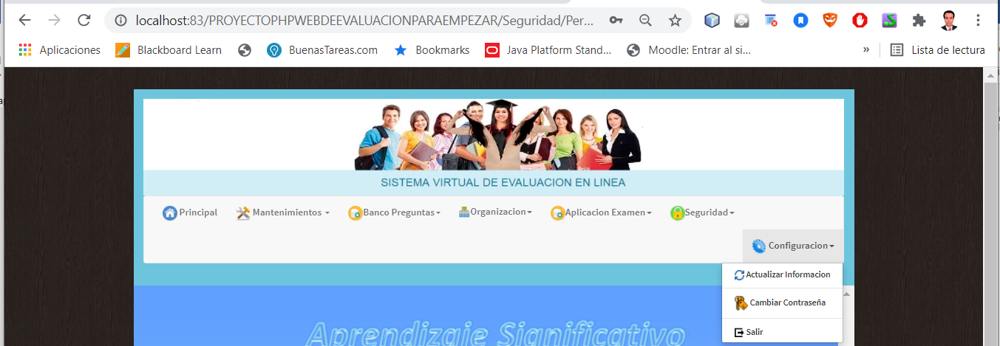 localhost:83/PROYECTOPHPWEBDEEVALUACIONPARAEMPEZAR/Seguridad/Per...
Aplicaciones Blackboard Learn BuenasTareas.com Bookmarks Java Platform Stand... Moodle: Entrar al si... » Lista de lectura
SISTEMA VIRTUAL DE EVALUACION EN LINEA
Principal Mantenimientos Banco Preguntas Organizacion Aplicacion Examen Seguridad
Configuracion
Actualizar Informacion
Cambiar Contraseña
Salir
Aprendizaje Significativo